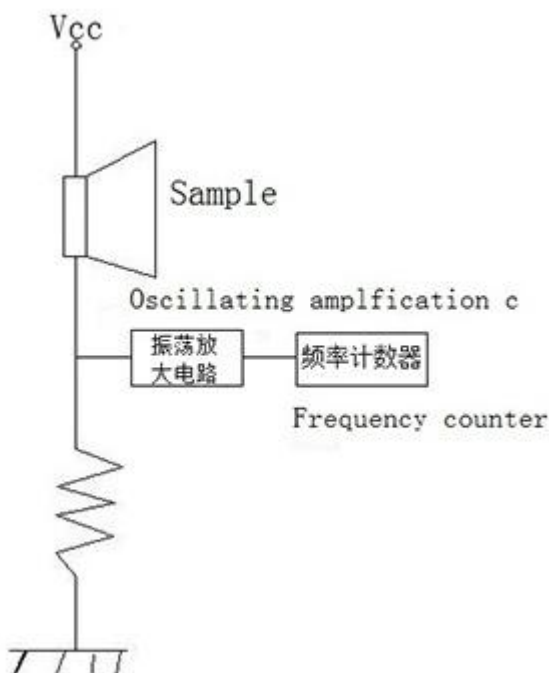 Vcc
Sample
Oscillating amplfication c
振荡放
大电路
频率计数器
Frequency counter